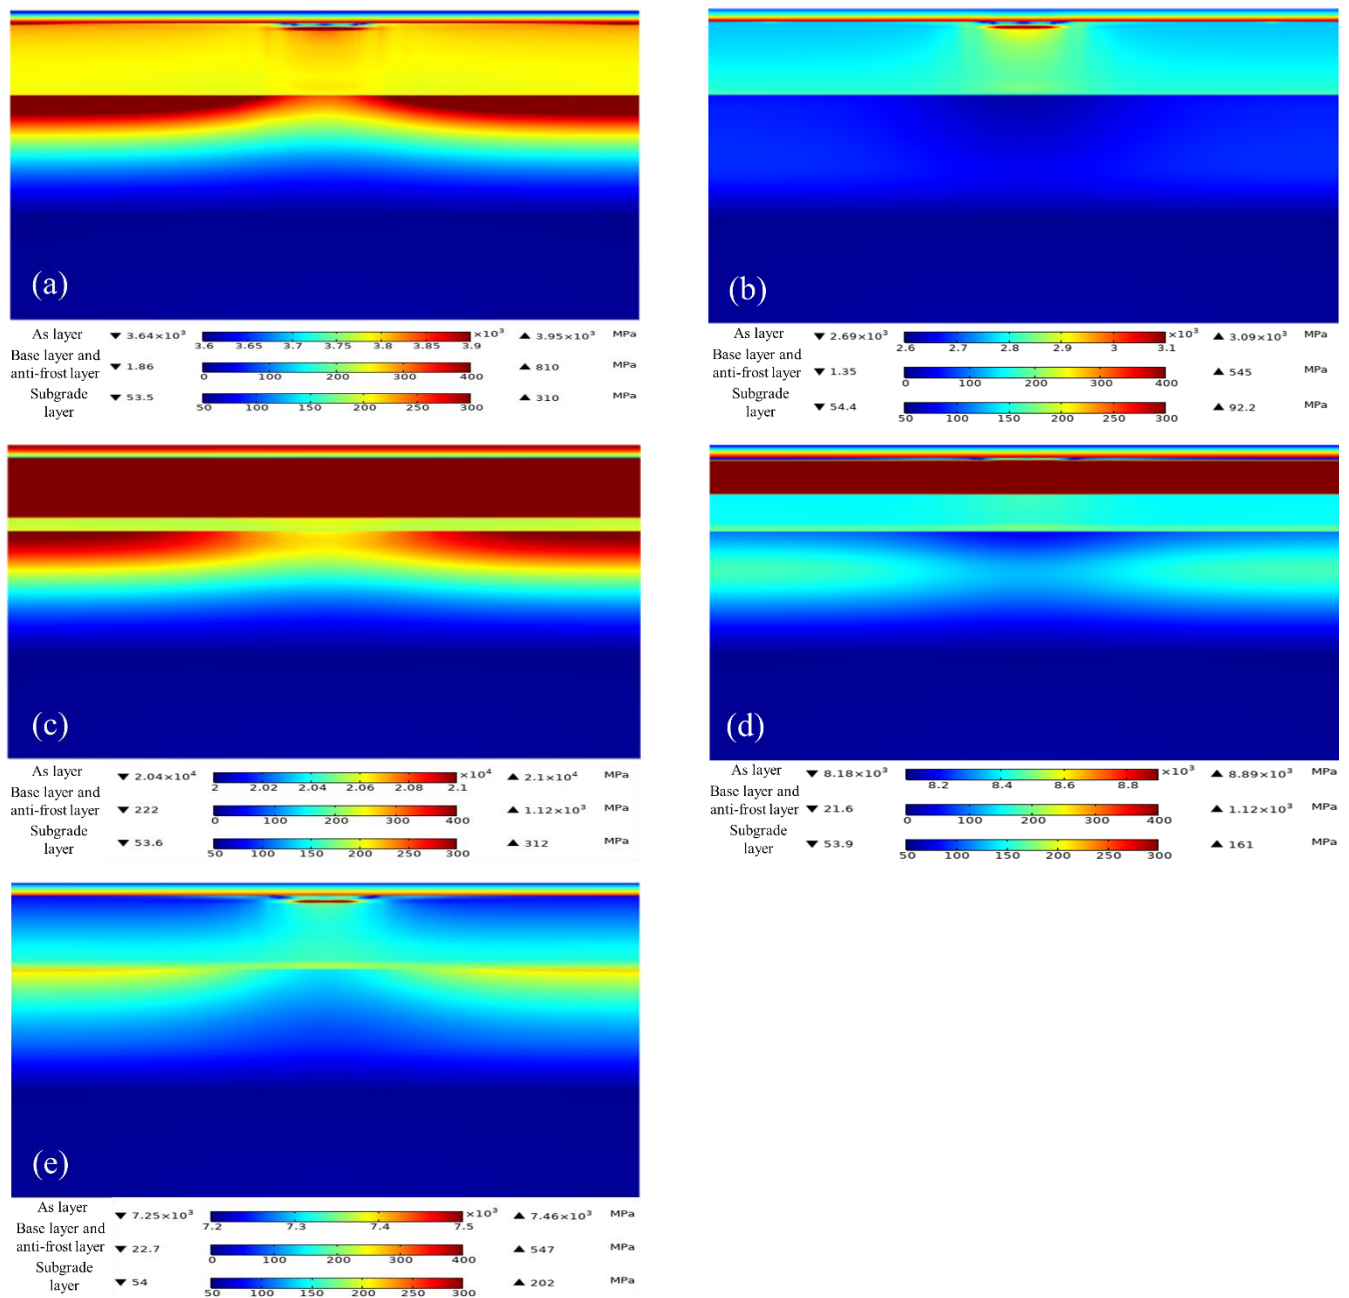 (a)
As layer ▼ 3.64×10³ 3.6 3.65 3.7 3.75 3.8 3.85 3.9 ×10³ ▲ 3.95×10³ MPa
Base layer and
anti-frost layer ▼ 1.86 0 100 200 300 400 ▲ 810 MPa
Subgrade
layer ▼ 53.5 50 100 150 200 250 300 ▲ 310 MPa
(b)
As layer ▼ 2.69×10³ 2.6 2.7 2.8 2.9 3 3.1 ×10³ ▲ 3.09×10³ MPa
Base layer and
anti-frost layer ▼ 1.35 0 100 200 300 400 ▲ 545 MPa
Subgrade
layer ▼ 54.4 50 100 150 200 250 300 ▲ 92.2 MPa
(c)
As layer ▼ 2.04×10⁴ 2 2.02 2.04 2.06 2.08 2.1 ×10⁴ ▲ 2.1×10⁴ MPa
Base layer and
anti-frost layer ▼ 222 0 100 200 300 400 ▲ 1.12×10³ MPa
Subgrade
layer ▼ 53.6 50 100 150 200 250 300 ▲ 312 MPa
(d)
As layer ▼ 8.18×10³ 8.2 8.4 8.6 8.8 ×10³ ▲ 8.89×10³ MPa
Base layer and
anti-frost layer ▼ 21.6 0 100 200 300 400 ▲ 1.12×10³ MPa
Subgrade
layer ▼ 53.9 50 100 150 200 250 300 ▲ 161 MPa
(e)
As layer ▼ 7.25×10³ 7.2 7.3 7.4 7.5 ×10³ ▲ 7.46×10³ MPa
Base layer and
anti-frost layer ▼ 22.7 0 100 200 300 400 ▲ 547 MPa
Subgrade
layer ▼ 54 50 100 150 200 250 300 ▲ 202 MPa